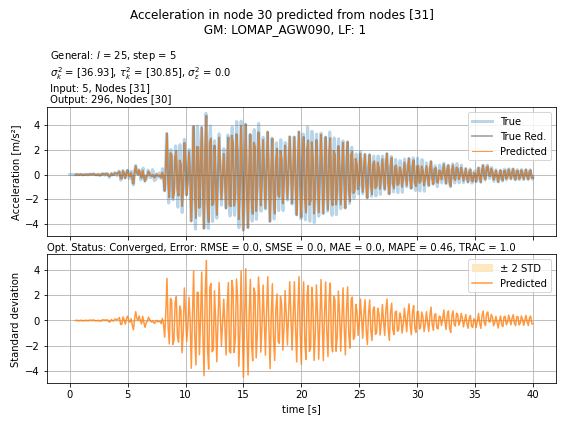 Acceleration in node 30 predicted from nodes [31]
GM: LOMAP_AGW090, LF: 1
General: l = 25, step = 5
σ²ₖ = [36.93], τ²ₖ = [30.85], σ²ε = 0.0
Input: 5, Nodes [31]
Output: 296, Nodes [30]
Acceleration [m/s²]
4
2
0
−2
−4
True
True Red.
Predicted
Opt. Status: Converged, Error: RMSE = 0.0, SMSE = 0.0, MAE = 0.0, MAPE = 0.46, TRAC = 1.0
Standard deviation
4
2
0
−2
−4
± 2 STD
Predicted
0 5 10 15 20 25 30 35 40
time [s]